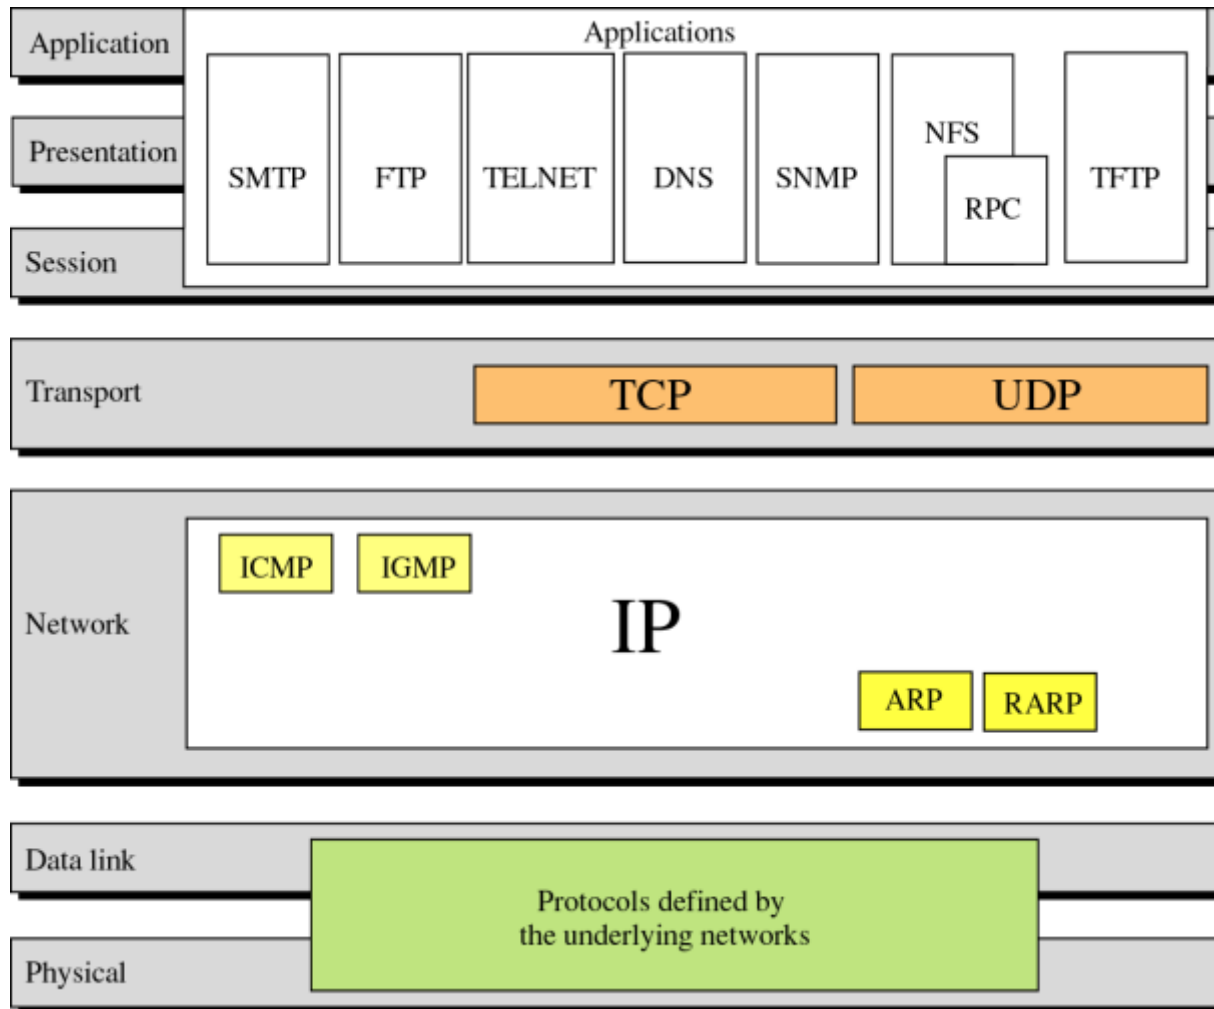 Application
Applications
Presentation
SMTP
FTP
TELNET
DNS
SNMP
NFS
RPC
TFTP
Session
Transport
TCP
UDP
Network
ICMP
IGMP
IP
ARP
RARP
Data link
Protocols defined by
the underlying networks
Physical